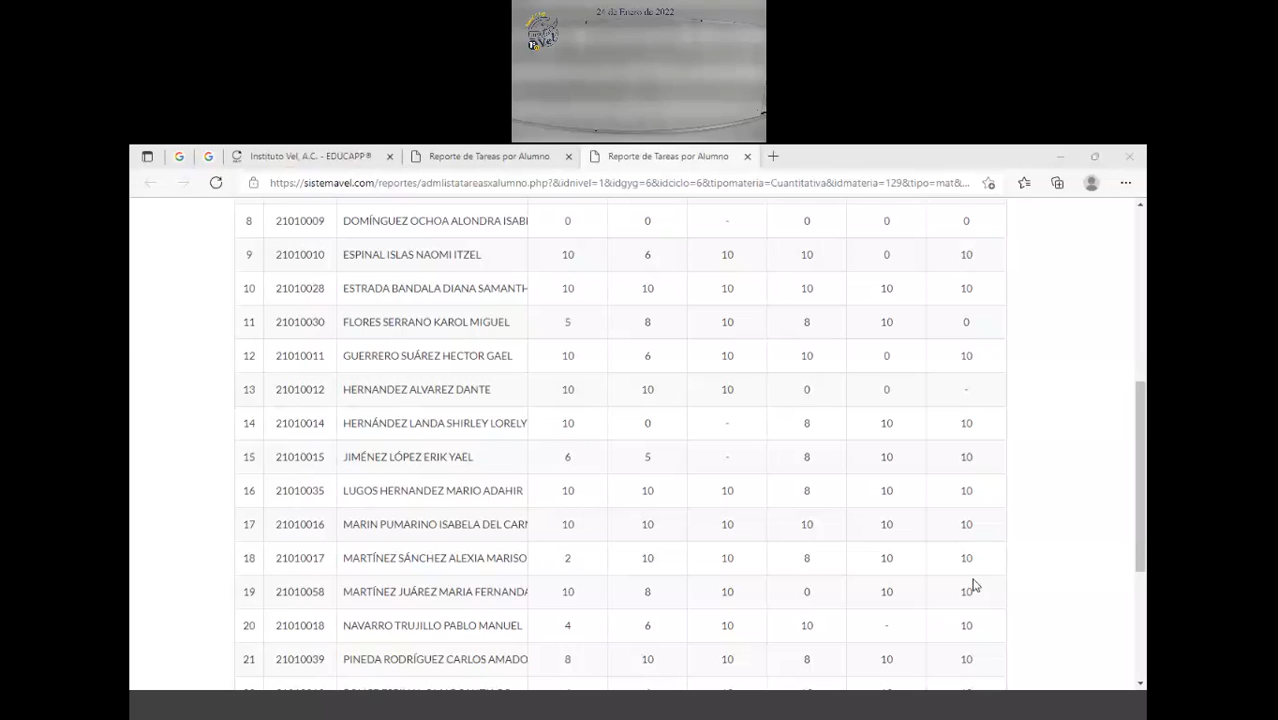 24 de Enero de 2022
Vel
Instituto Vel, A.C. - EDUCAPP® Reporte de Tareas por Alumno Reporte de Tareas por Alumno
https://sistemavel.com/reportes/admlistatareasxalumno.php?&idnivel=1&idgyg=6&idciclo=6&tipomateria=Cuantitativa&idmateria=129&tipo=mat&...
8 21010009 DOMÍNGUEZ OCHOA ALONDRA ISABI 0 0 - 0 0 0
9 21010010 ESPINAL ISLAS NAOMI ITZEL 10 6 10 10 0 10
10 21010028 ESTRADA BANDALA DIANA SAMANTH 10 10 10 10 10 10
11 21010030 FLORES SERRANO KAROL MIGUEL 5 8 10 8 10 0
12 21010011 GUERRERO SUÁREZ HECTOR GAEL 10 6 10 10 0 10
13 21010012 HERNANDEZ ALVAREZ DANTE 10 10 10 0 0 -
14 21010014 HERNÁNDEZ LANDA SHIRLEY LORELY 10 0 - 8 10 10
15 21010015 JIMÉNEZ LÓPEZ ERIK YAEL 6 5 - 8 10 10
16 21010035 LUGOS HERNANDEZ MARIO ADAHIR 10 10 10 8 10 10
17 21010016 MARIN PUMARINO ISABELA DEL CARM 10 10 10 10 10 10
18 21010017 MARTÍNEZ SÁNCHEZ ALEXIA MARISO 2 10 10 8 10 10
19 21010058 MARTÍNEZ JUÁREZ MARIA FERNANDA 10 8 10 0 10 10
20 21010018 NAVARRO TRUJILLO PABLO MANUEL 4 6 10 10 - 10
21 21010039 PINEDA RODRÍGUEZ CARLOS AMADO 8 10 10 8 10 10